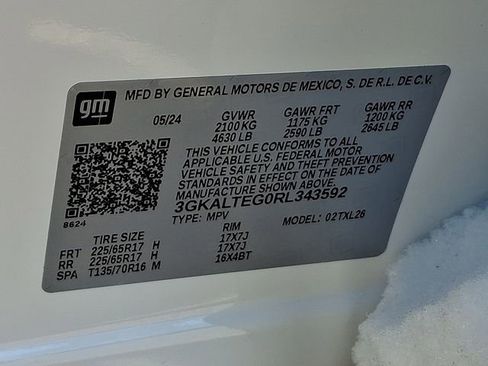 gm
MFD BY GENERAL MOTORS DE MEXICO, S. DE R.L. DE C.V.
05/24 GVWR GAWR FRT GAWR RR
2100 KG 1175 KG 1200 KG
4630 LB 2590 LB 2645 LB
THIS VEHICLE CONFORMS TO ALL
APPLICABLE U.S. FEDERAL MOTOR
VEHICLE SAFETY AND THEFT PREVENTION
STANDARDS IN EFFECT ON THE DATE OF
MANUFACTURE SHOWN ABOVE.
3GKALTEG0RL343592
8624 TYPE: MPV MODEL: 02TXL26
TIRE SIZE RIM
FRT 225/65R17 H 17X7J
RR 225/65R17 H 17X7J
SPA T135/70R16 M 16X4BT